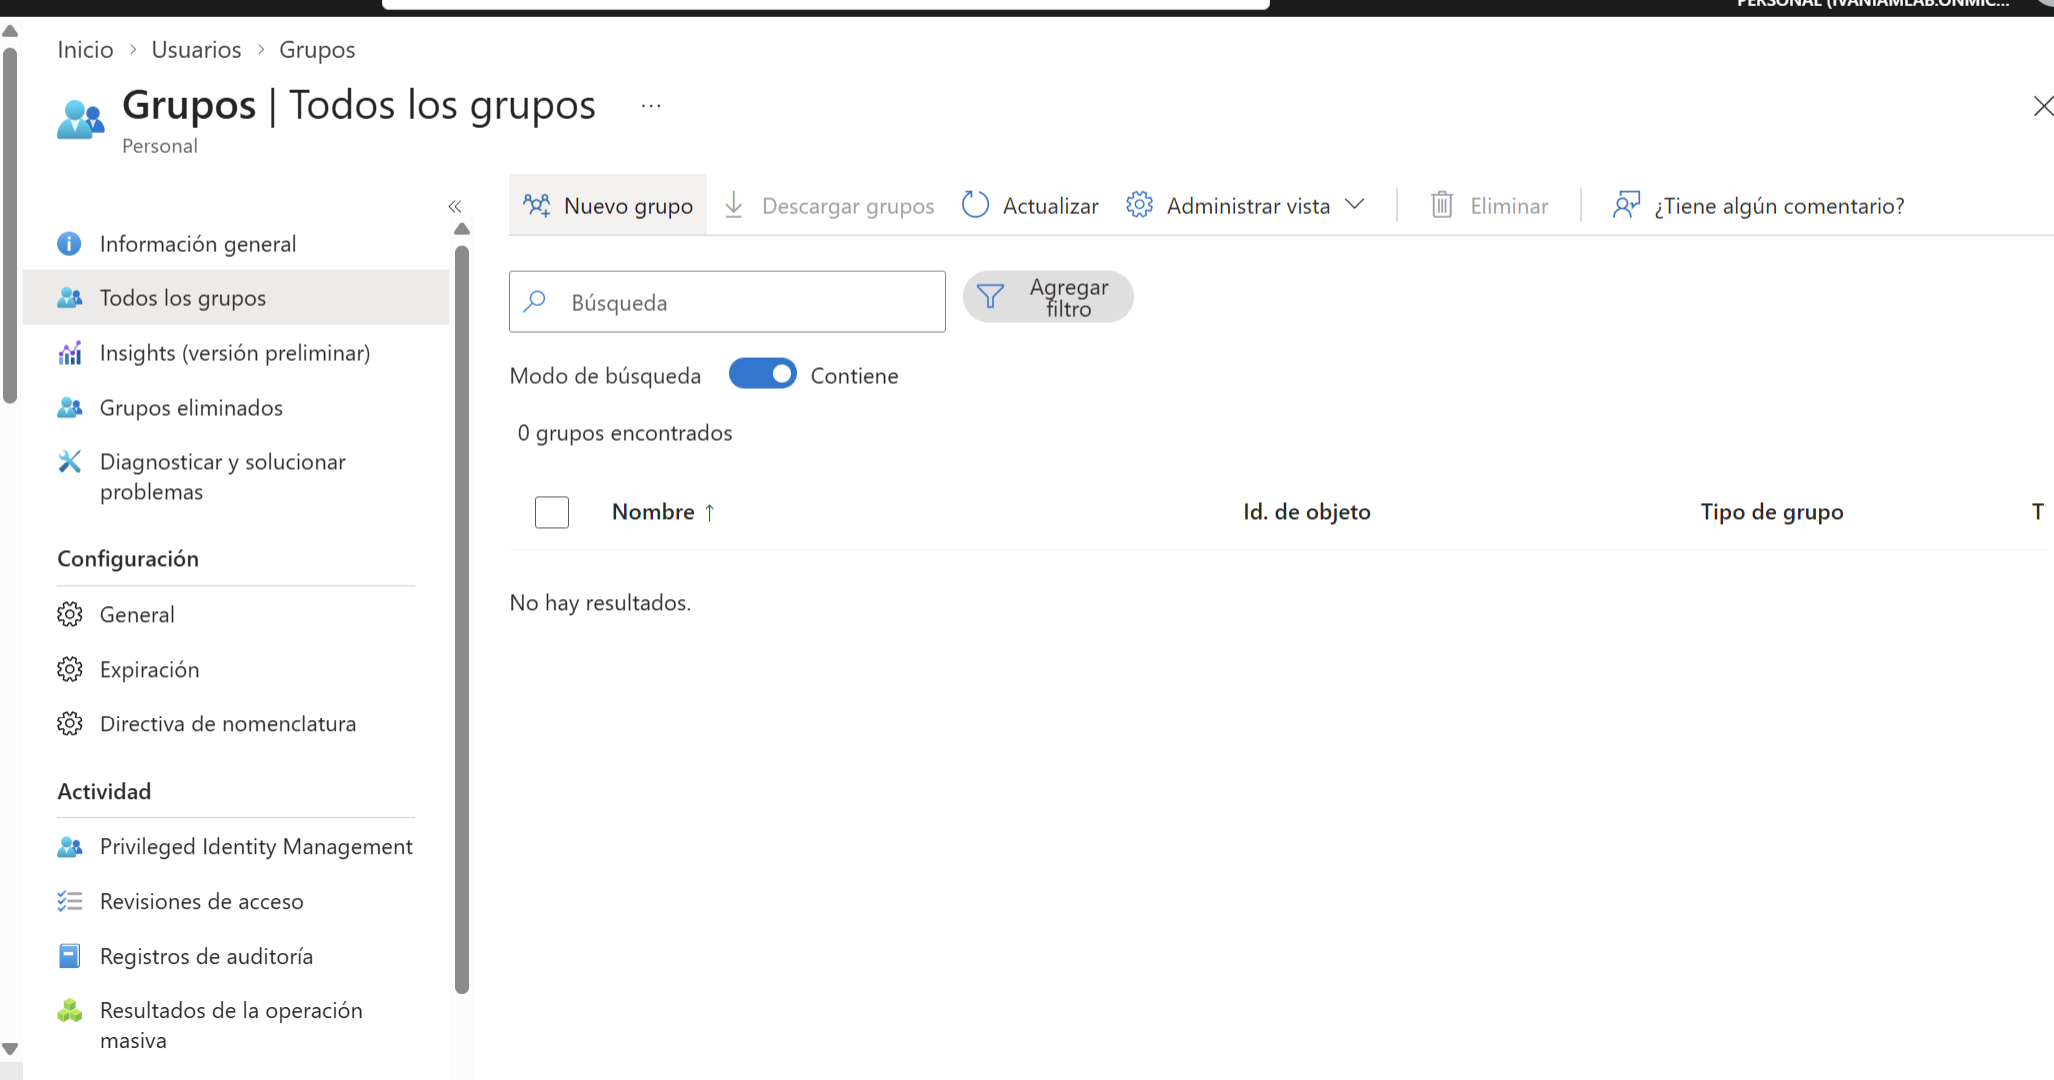 PERSONAL (IVANIAMLAB.ONMIC...
Inicio > Usuarios > Grupos
Grupos | Todos los grupos ...
Personal
«
Nuevo grupo
Descargar grupos
Actualizar
Administrar vista
Eliminar
¿Tiene algún comentario?
Información general
Todos los grupos
Insights (versión preliminar)
Grupos eliminados
Diagnosticar y solucionar
problemas
Configuración
General
Expiración
Directiva de nomenclatura
Actividad
Privileged Identity Management
Revisiones de acceso
Registros de auditoría
Resultados de la operación
masiva
Búsqueda
Agregar
filtro
Modo de búsqueda
Contiene
0 grupos encontrados
Nombre ↑
Id. de objeto
Tipo de grupo
T
No hay resultados.